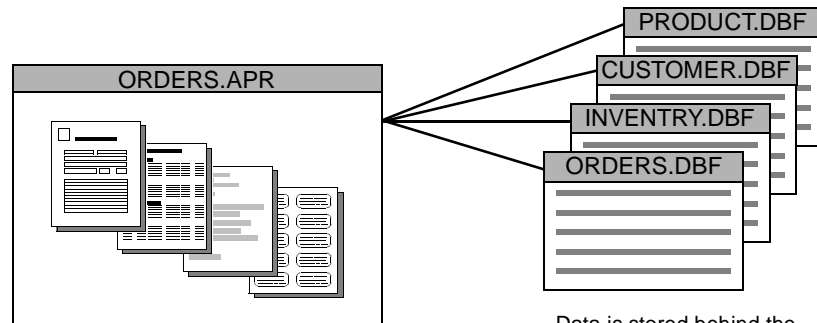 PRODUCT.DBF
ORDERS.APR
CUSTOMER.DBF
INVENTRY.DBF
ORDERS.DBF
Data is stored behind the